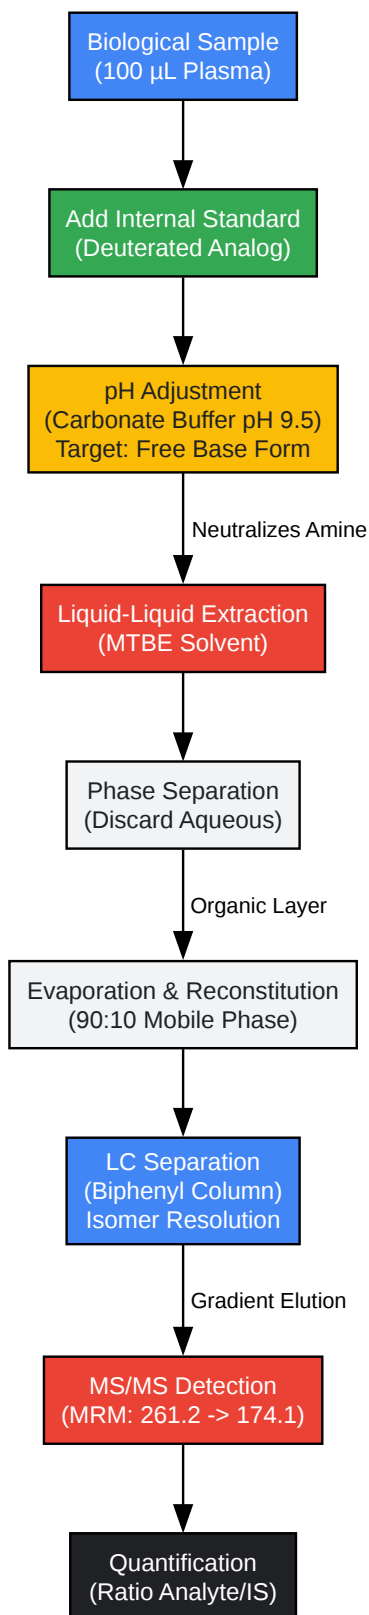 Biological Sample
(100 µL Plasma)
Add Internal Standard
(Deuterated Analog)
pH Adjustment
(Carbonate Buffer pH 9.5)
Target: Free Base Form
Neutralizes Amine
Liquid-Liquid Extraction
(MTBE Solvent)
Phase Separation
(Discard Aqueous)
Organic Layer
Evaporation & Reconstitution
(90:10 Mobile Phase)
LC Separation
(Biphenyl Column)
Isomer Resolution
Gradient Elution
MS/MS Detection
(MRM: 261.2 -> 174.1)
Quantification
(Ratio Analyte/IS)